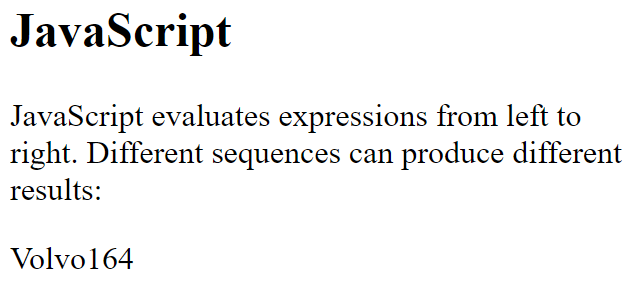 JavaScript
JavaScript evaluates expressions from left to
right. Different sequences can produce different
results:
Volvo164